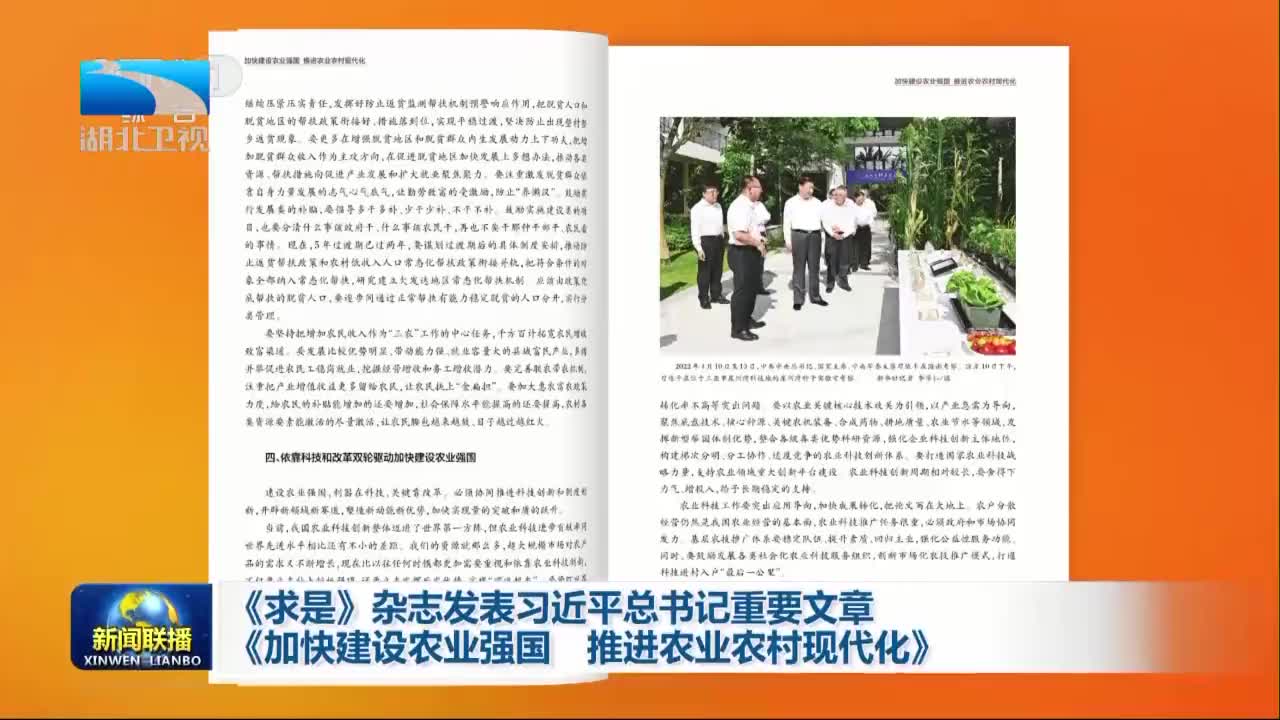 湖北卫视
加快建设农业强国 推进农业农村现代化
继续压紧压实责任,发挥好防止返贫监测帮扶机制预警响应作用,把脱贫人口和
脱贫地区的帮扶政策衔接好、措施落到位,实现平稳过渡,坚决防止出现整村整
乡返贫现象。要更多在增强脱贫地区和脱贫群众内生发展动力上下功夫,把增
加脱贫群众收入作为主攻方向,在促进脱贫地区加快发展上多想办法,推动各类
资源、帮扶措施向促进产业发展和扩大就业聚焦聚力。要注重激发脱贫群众依
靠自身力量发展的志气心气底气,让勤劳致富的受激励,防止“养懒汉”。鼓励发
行发展类的补贴,要倡导多干多补、少干少补、不干不补。鼓励实施建设类的项
目,也要分清什么事该政府干、什么事该农民干,再也不要干那种干部干、农民看
的事情。现在,5年过渡期已过两年,要谋划过渡期后的具体制度安排,推动防
止返贫帮扶政策和农村低收入人口常态化帮扶政策衔接并轨,把符合条件的对
象全部纳入常态化帮扶,研究建立欠发达地区常态化帮扶机制。应该由政策兜
底帮扶的脱贫人口,要逐步同通过正常帮扶有能力稳定脱贫的人口分开,实行分
类管理。
要坚持把增加农民收入作为“三农”工作的中心任务,千方百计拓宽农民增收
致富渠道。要发展比较优势明显、带动能力强、就业容量大的县域富民产业,多措
并举促进农民工稳岗就业,挖掘经营增收和务工增收潜力。要完善联农带农机制,
注重把产业增值收益更多留给农民,让农民挑上“金扁担”。要加大惠农富农政策
力度,给农民的补贴能增加的还要增加,社会保障水平能提高的还要提高,农村各
类资源要素能激活的尽量激活,让农民腰包越来越鼓、日子越过越红火。
四、依靠科技和改革双轮驱动加快建设农业强国
建设农业强国,利器在科技,关键靠改革。必须协同推进科技创新和制度创
新,开辟新领域新赛道,塑造新动能新优势,加快实现量的突破和质的跃升。
当前,我国农业科技创新整体迈进了世界第一方阵,但农业科技进步贡献率同
世界先进水平相比还有不小的差距。我们的资源就那么多,超大规模市场对农产
品的需求又不断增长,现在比以往任何时候都更加需要重视和依靠农业科技创新。
加快建设农业强国 推进农业农村现代化
2022年4月10日至13日,中共中央总书记、国家主席、中央军委主席习近平在海南考察。这是10日下午,
习近平在位于三亚市崖州湾科技城的崖州湾种子实验室考察。 新华社记者 李学仁/摄
转化率不高等突出问题。要以农业关键核心技术攻关为引领,以产业急需为导向,
聚焦底盘技术、核心种源、关键农机装备、合成药物、耕地质量、农业节水等领域,发
挥新型举国体制优势,整合各级各类优势科研资源,强化企业科技创新主体地位,
构建梯次分明、分工协作、适度竞争的农业科技创新体系。要打造国家农业科技战
略力量,支持农业领域重大创新平台建设。农业科技创新周期相对较长,要舍得下
力气、增投入,给予长期稳定的支持。
农业科技工作要突出应用导向,加快成果转化,把论文写在大地上。农户分散
经营仍然是我国农业经营的基本面,农业科技推广任务很重,必须政府和市场协同
发力。基层农技推广体系要稳定队伍、提升素质、回归主业,强化公益性服务功能。
同时,要鼓励发展各类社会化农业科技服务组织,创新市场化农技推广模式,打通
科技进村入户“最后一公里”。
新闻联播
XINWEN LIANBO
《求是》杂志发表习近平总书记重要文章
《加快建设农业强国 推进农业农村现代化》